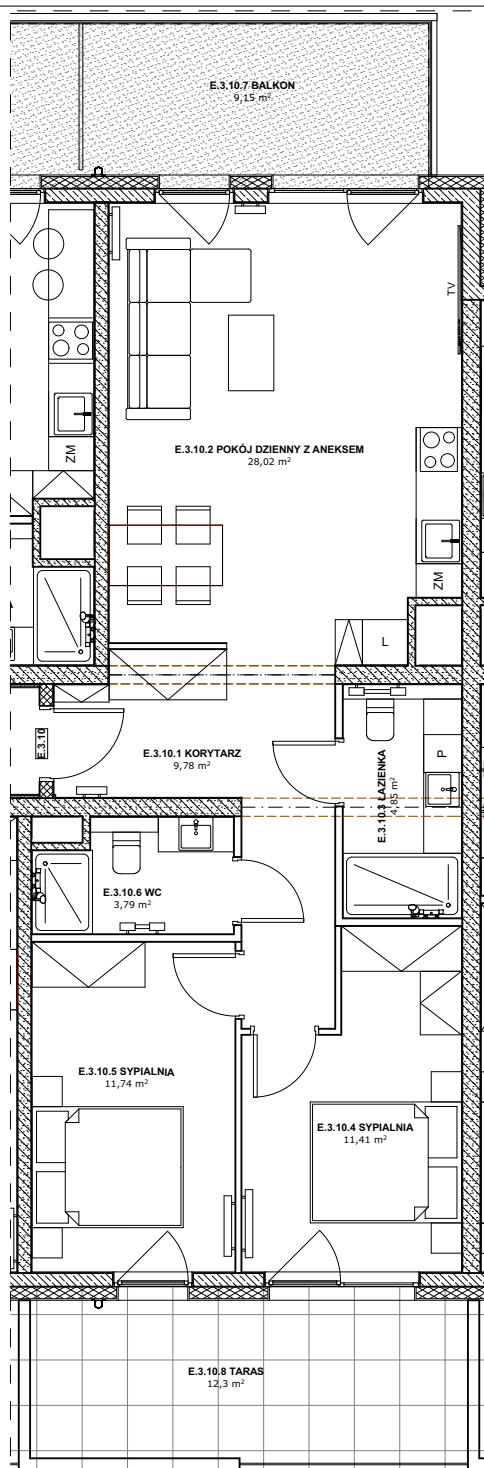 E.3.10.7 BALKON
9,15 m²
TV
ZM
E.3.10.2 POKÓJ DZIENNY Z ANEKSEM
28,02 m²
ZM
L
E.3.10
E.3.10.1 KORYTARZ
9,78 m²
E.3.10.3 ŁAZIENKA
4,85 m²
P
E.3.10.6 WC
3,79 m²
E.3.10.5 SYPIALNIA
11,74 m²
E.3.10.4 SYPIALNIA
11,41 m²
E.3.10.8 TARAS
12,3 m²